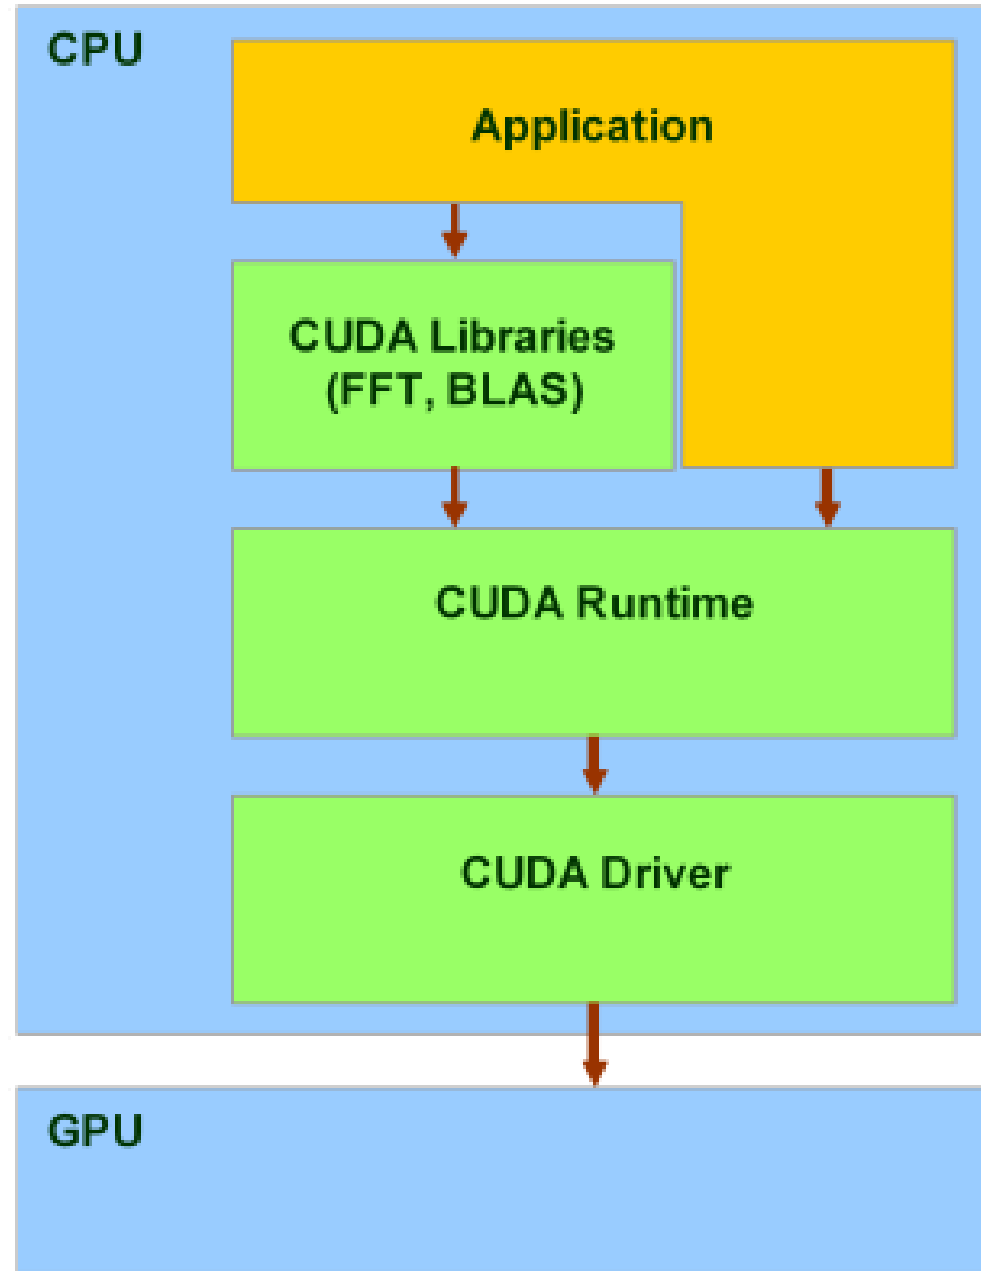 CPU
Application
CUDA Libraries
(FFT, BLAS)
CUDA Runtime
CUDA Driver
GPU